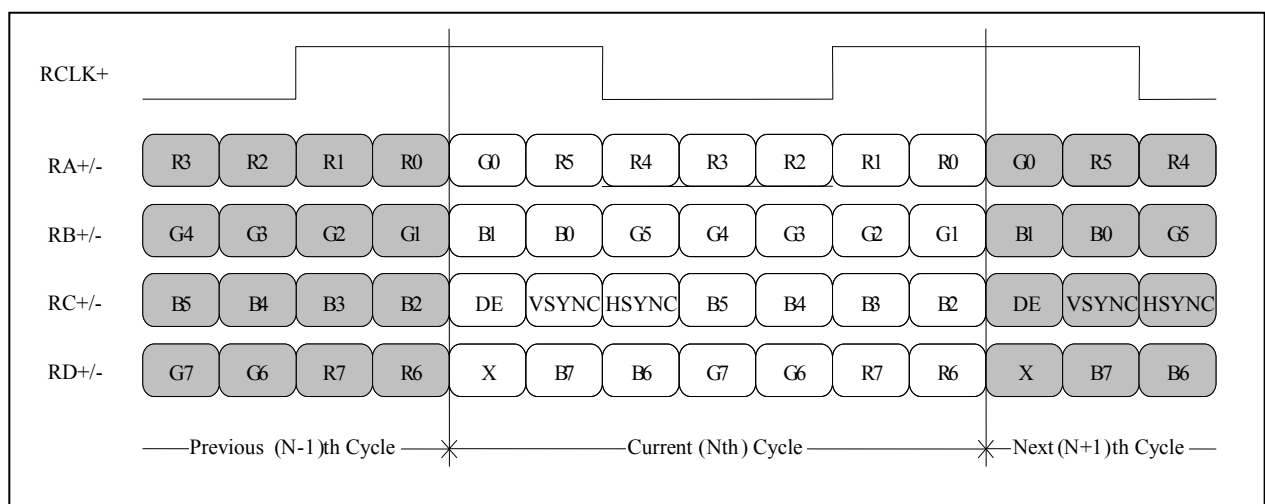 RCLK+
RA+/- R3 R2 R1 R0 G0 R5 R4 R3 R2 R1 R0 G0 R5 R4
RB+/- G4 G3 G2 G1 B1 B0 G5 G4 G3 G2 G1 B1 B0 G5
RC+/- B5 B4 B3 B2 DE VSYNC HSYNC B5 B4 B3 B2 DE VSYNC HSYNC
RD+/- G7 G6 R7 R6 X B7 B6 G7 G6 R7 R6 X B7 B6
Previous (N-1)th Cycle Current (Nth) Cycle Next (N+1)th Cycle